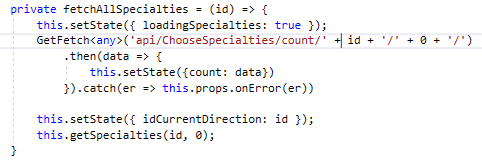 private fetchAllSpecialties = (id) => {
this.setState({ loadingSpecialties: true });
GetFetch<any>('api/ChooseSpecialties/count/' + id + '/' + 0 + '/')
.then(data => {
this.setState({count: data})
}).catch(er => this.props.onError(er))
this.setState({ idCurrentDirection: id });
this.getSpecialties(id, 0);
}